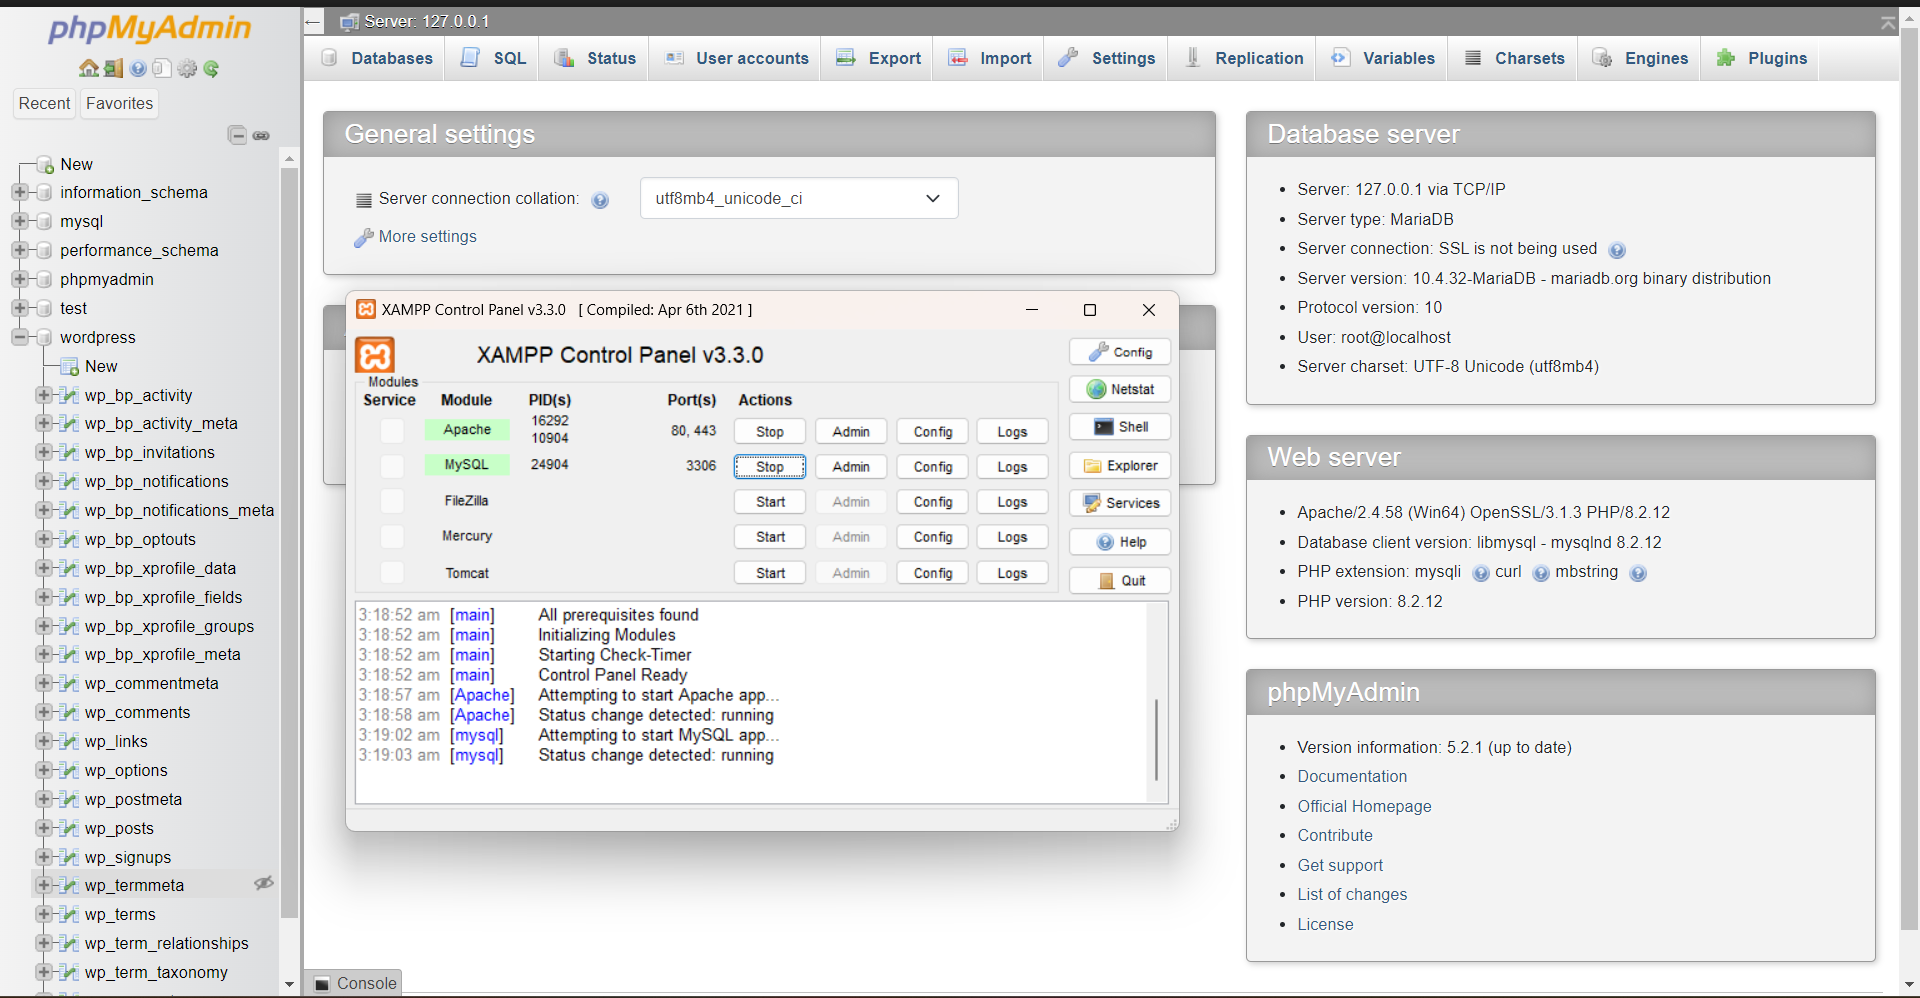 phpMyAdmin
Recent
Favorites
New
information_schema
mysql
performance_schema
phpmyadmin
test
wordpress
New
wp_bp_activity
wp_bp_activity_meta
wp_bp_invitations
wp_bp_notifications
wp_bp_notifications_meta
wp_bp_optouts
wp_bp_xprofile_data
wp_bp_xprofile_fields
wp_bp_xprofile_groups
wp_bp_xprofile_meta
wp_commentmeta
wp_comments
wp_links
wp_options
wp_postmeta
wp_posts
wp_signups
wp_termmeta
wp_terms
wp_term_relationships
wp_term_taxonomy
Server: 127.0.0.1
Databases SQL Status User accounts Export Import Settings Replication Variables Charsets Engines Plugins
General settings
Server connection collation: utf8mb4_unicode_ci
More settings
XAMPP Control Panel v3.3.0 [ Compiled: Apr 6th 2021 ]
XAMPP Control Panel v3.3.0
Config
Modules
Service Module PID(s) Port(s) Actions
Netstat
Apache 16292 10904 80, 443 Stop Admin Config Logs
Shell
MySQL 24904 3306 Stop Admin Config Logs
Explorer
FileZilla Start Admin Config Logs
Services
Mercury Start Admin Config Logs
Help
Tomcat Start Admin Config Logs
Quit
3:18:52 am [main] All prerequisites found
3:18:52 am [main] Initializing Modules
3:18:52 am [main] Starting Check-Timer
3:18:52 am [main] Control Panel Ready
3:18:57 am [Apache] Attempting to start Apache app...
3:18:58 am [Apache] Status change detected: running
3:19:02 am [mysql] Attempting to start MySQL app...
3:19:03 am [mysql] Status change detected: running
Database server
Server: 127.0.0.1 via TCP/IP
Server type: MariaDB
Server connection: SSL is not being used
Server version: 10.4.32-MariaDB - mariadb.org binary distribution
Protocol version: 10
User: root@localhost
Server charset: UTF-8 Unicode (utf8mb4)
Web server
Apache/2.4.58 (Win64) OpenSSL/3.1.3 PHP/8.2.12
Database client version: libmysql - mysqlnd 8.2.12
PHP extension: mysqli curl mbstring
PHP version: 8.2.12
phpMyAdmin
Version information: 5.2.1 (up to date)
Documentation
Official Homepage
Contribute
Get support
List of changes
License
Console